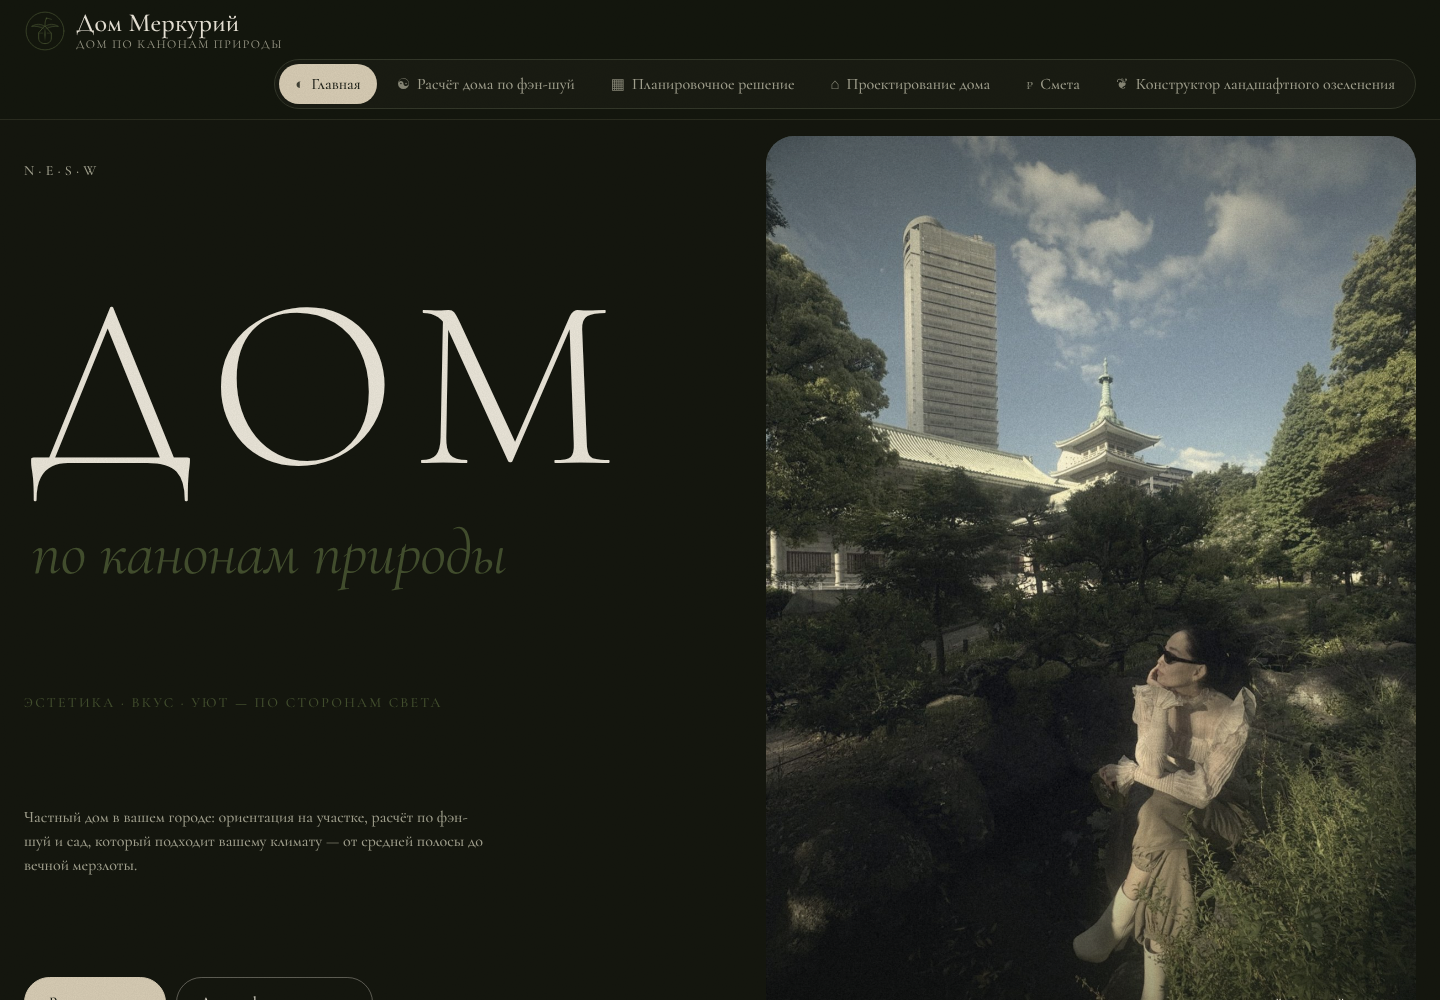 Дом Меркурий
ДОМ ПО КАНОНАМ ПРИРОДЫ
Главная
Расчёт дома по фэн-шуй
Планировочное решение
Проектирование дома
Смета
Конструктор ландшафтного озеленения
N · E · S · W
ДОМ
по канонам природы
ЭСТЕТИКА · ВКУС · УЮТ — ПО СТОРОНАМ СВЕТА
Частный дом в вашем городе: ориентация на участке, расчёт по фэн-
шуй и сад, который подходит вашему климату — от средней полосы до
вечной мерзлоты.